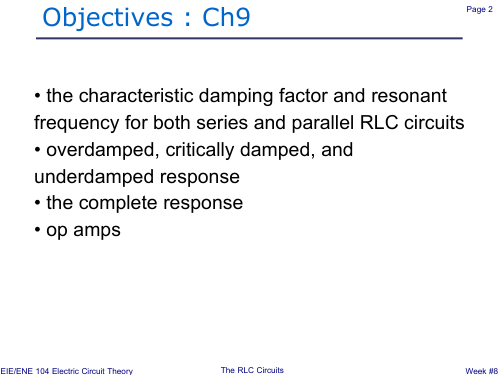 Objectives : Ch9
Page 2
• the characteristic damping factor and resonant
frequency for both series and parallel RLC circuits
• overdamped, critically damped, and
underdamped response
• the complete response
• op amps
EIE/ENE 104 Electric Circuit Theory
The RLC Circuits
Week #8